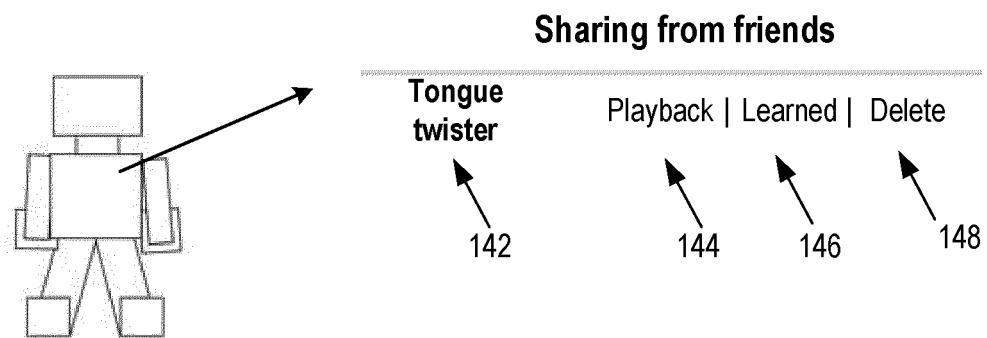 Sharing from friends
Tongue
twister
Playback | Learned | Delete
142
144
146
148